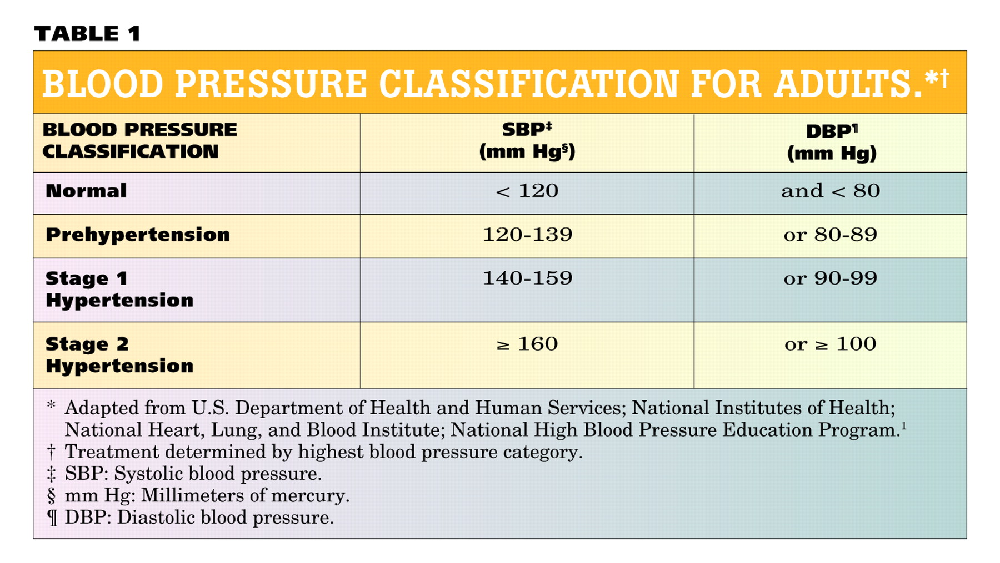 TABLE 1
BLOOD PRESSURE CLASSIFICATION FOR ADULTS.*†
BLOOD PRESSURE CLASSIFICATION SBP‡ (mm Hg§) DBP¶ (mm Hg)
Normal < 120 and < 80
Prehypertension 120-139 or 80-89
Stage 1 Hypertension 140-159 or 90-99
Stage 2 Hypertension ≥ 160 or ≥ 100
* Adapted from U.S. Department of Health and Human Services; National Institutes of Health;
National Heart, Lung, and Blood Institute; National High Blood Pressure Education Program.¹
† Treatment determined by highest blood pressure category.
‡ SBP: Systolic blood pressure.
§ mm Hg: Millimeters of mercury.
¶ DBP: Diastolic blood pressure.